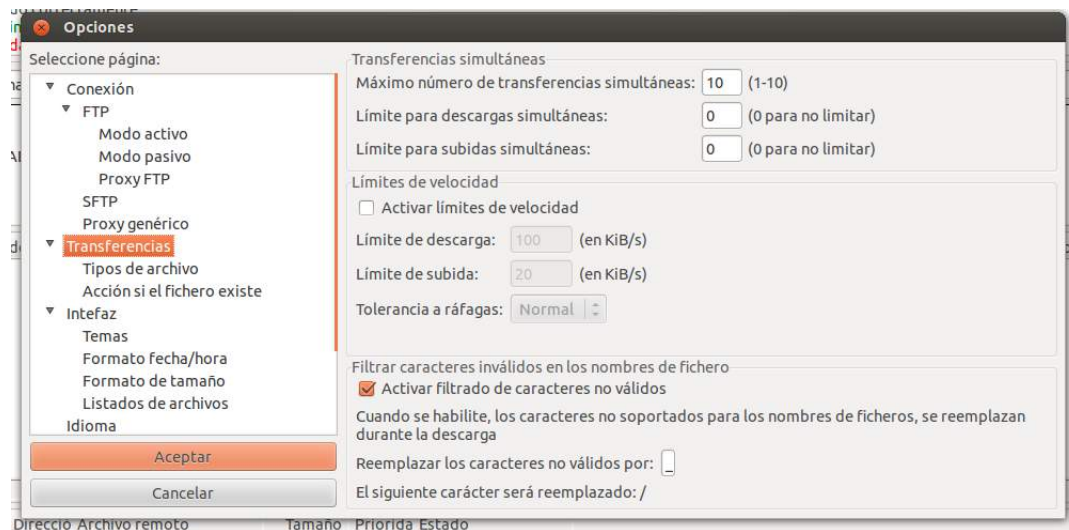 Opciones
Seleccione página:
Conexión
FTP
Modo activo
Modo pasivo
Proxy FTP
SFTP
Proxy genérico
Transferencias
Tipos de archivo
Acción si el fichero existe
Intefaz
Temas
Formato fecha/hora
Formato de tamaño
Listados de archivos
Idioma
Aceptar
Cancelar
Transferencias simultáneas
Máximo número de transferencias simultáneas: 10 (1-10)
Límite para descargas simultáneas: 0 (0 para no limitar)
Límite para subidas simultáneas: 0 (0 para no limitar)
Límites de velocidad
Activar límites de velocidad
Límite de descarga: 100 (en KiB/s)
Límite de subida: 20 (en KiB/s)
Tolerancia a ráfagas: Normal
Filtrar caracteres inválidos en los nombres de fichero
Activar filtrado de caracteres no válidos
Cuando se habilite, los caracteres no soportados para los nombres de ficheros, se reemplazan
durante la descarga
Reemplazar los caracteres no válidos por: _
El siguiente carácter será reemplazado: /
Direcció Archivo remoto Tamaño Priorida Estado